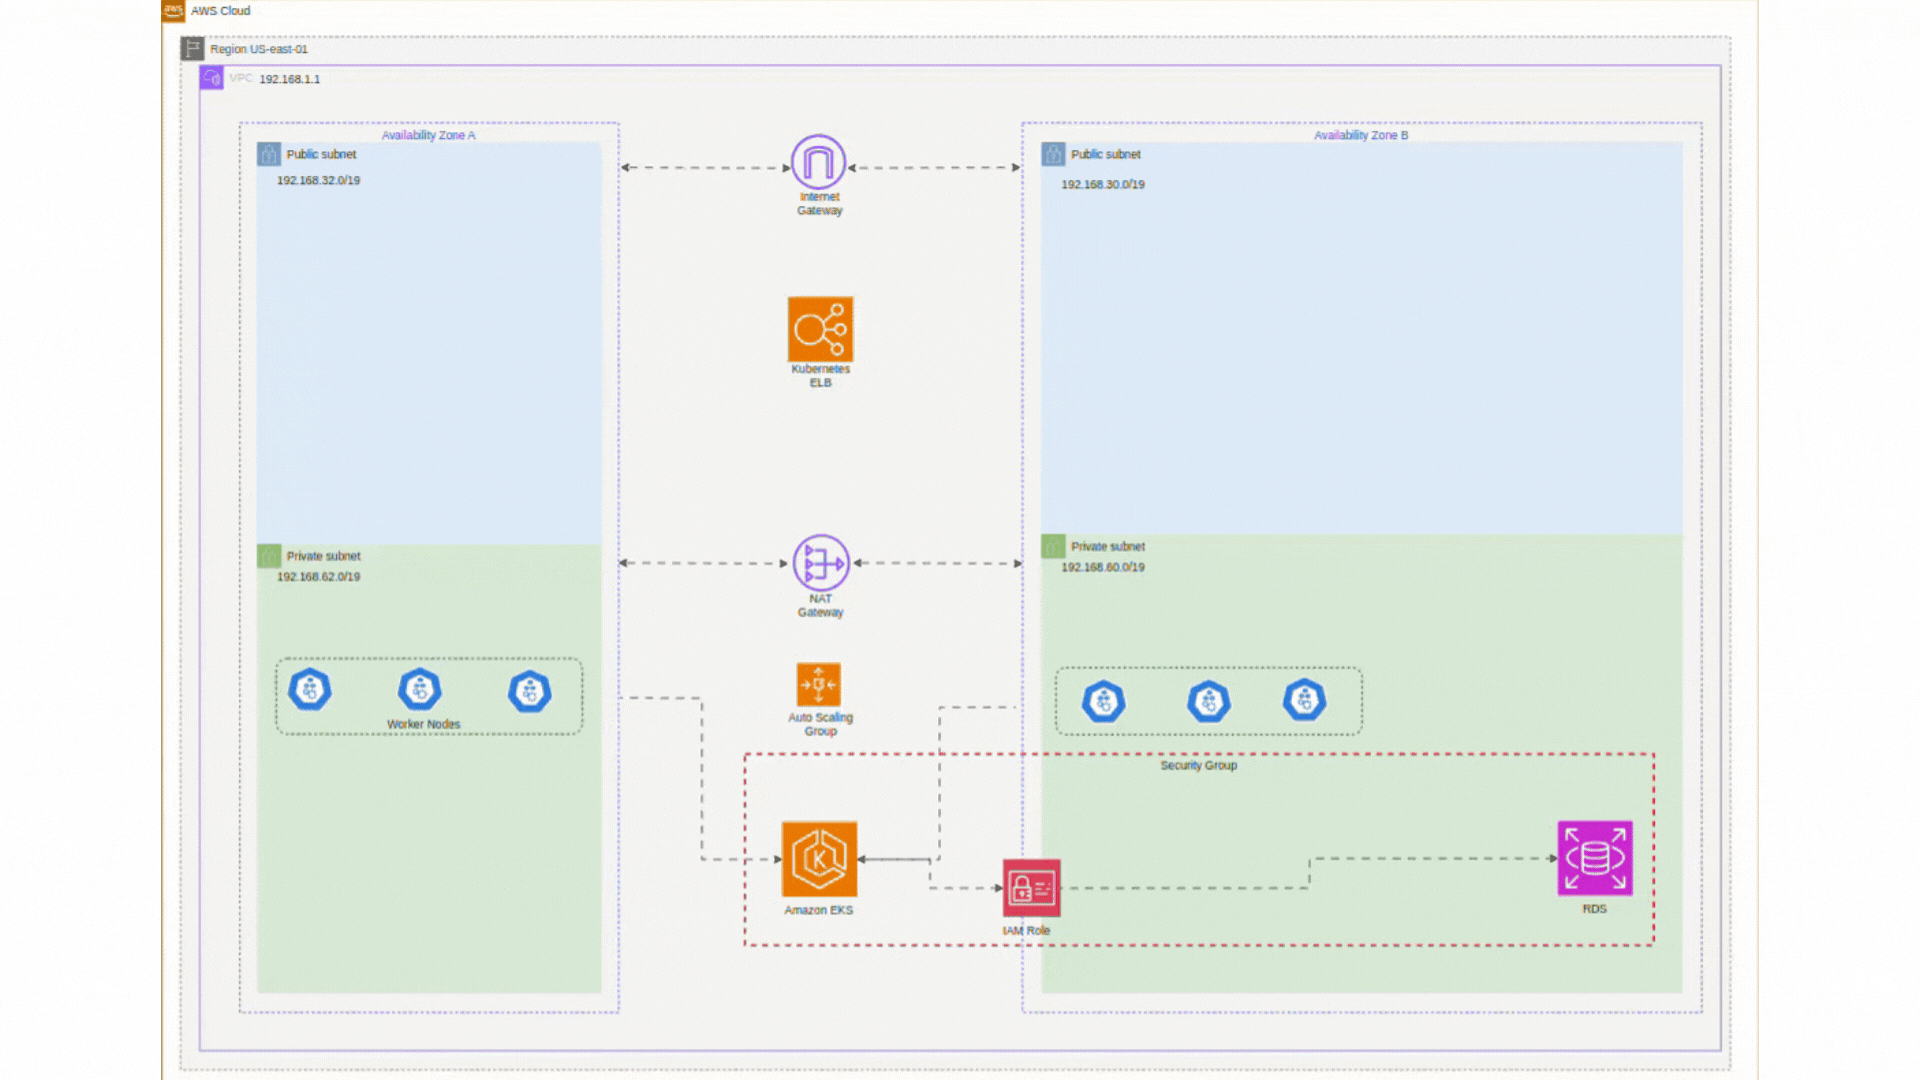 aws
AWS Cloud
Region US-east-01
VPC 192.168.1.1
Availability Zone A
Public subnet
192.168.32.0/19
Internet
Gateway
Availability Zone B
Public subnet
192.168.30.0/19
Kubernetes
ELB
Private subnet
192.168.62.0/19
NAT
Gateway
Private subnet
192.168.60.0/19
Worker Nodes
Auto Scaling
Group
Security Group
K
Amazon EKS
IAM Role
RDS